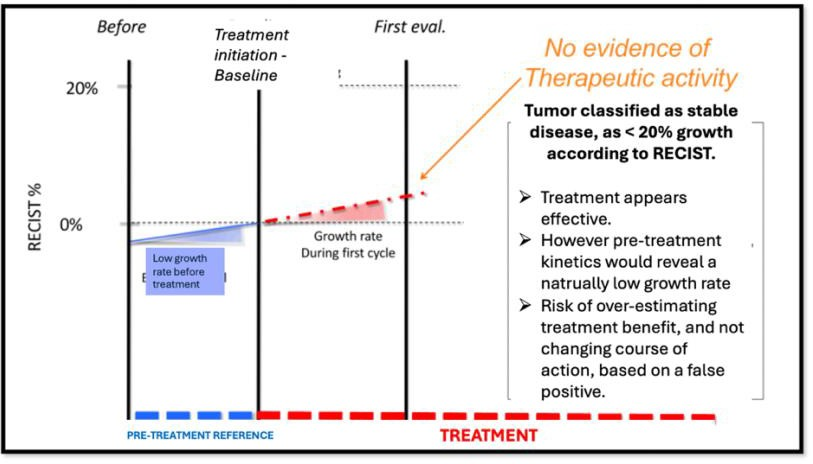 Before
Treatment
initiation -
Baseline
First eval.
20%
0%
RECIST %
Low growth
rate before
treatment
Growth rate
During first cycle
No evidence of
Therapeutic activity
Tumor classified as stable
disease, as < 20% growth
according to RECIST.
➢ Treatment appears
effective.
➢ However pre-treatment
kinetics would reveal a
natrually low growth rate
➢ Risk of over-estimating
treatment benefit, and not
changing course of
action, based on a false
positive.
PRE-TREATMENT REFERENCE
TREATMENT